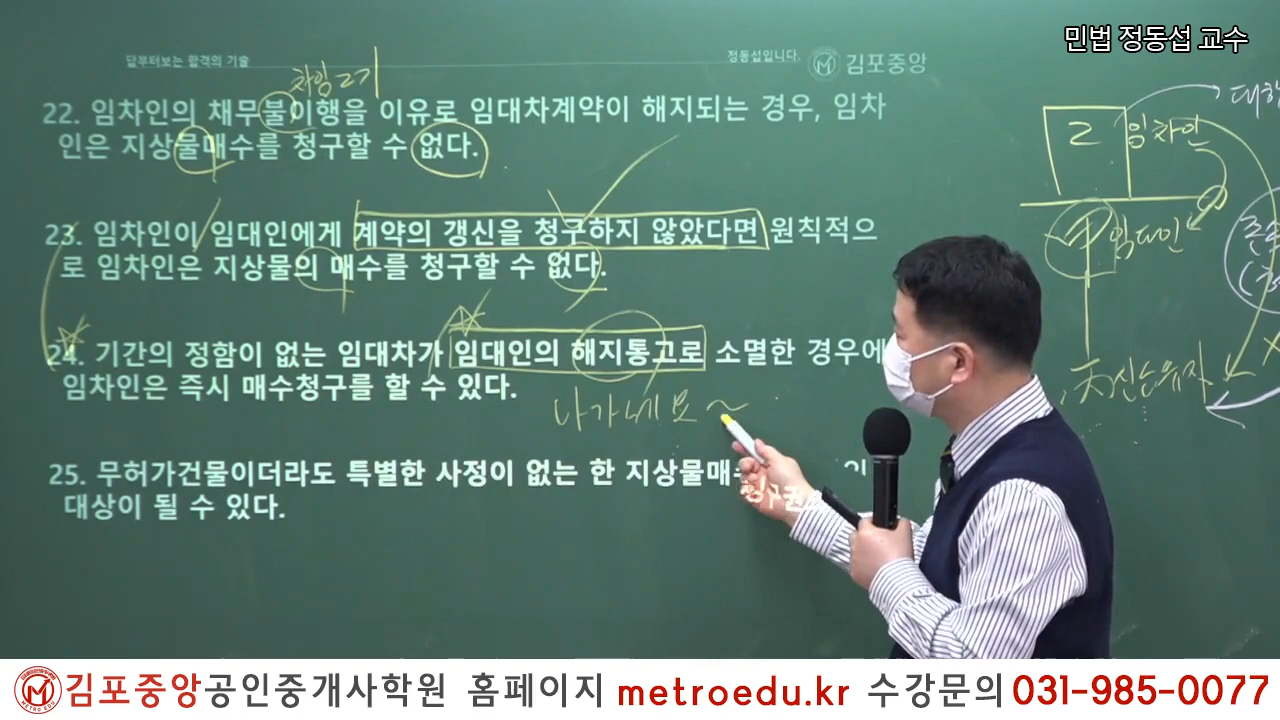 민법 정동섭 교수
답부터보는 합격의 기술
정동섭입니다.
김포중앙
차임 2기
22. 임차인의 채무불이행을 이유로 임대차계약이 해지되는 경우, 임차
인은 지상물매수를 청구할 수 없다.
23. 임차인이 임대인에게 계약의 갱신을 청구하지 않았다면 원칙적으
로 임차인은 지상물의 매수를 청구할 수 없다.
24. 기간의 정함이 없는 임대차가 임대인의 해지통고로 소멸한 경우에
임차인은 즉시 매수청구를 할 수 있다.
나가세요~
25. 무허가건물이더라도 특별한 사정이 없는 한 지상물매수
대상이 될 수 있다.
2 임차인
임대인
김포중앙공인중개사학원 홈페이지 metroedu.kr 수강문의 031-985-0077
METRO EDU